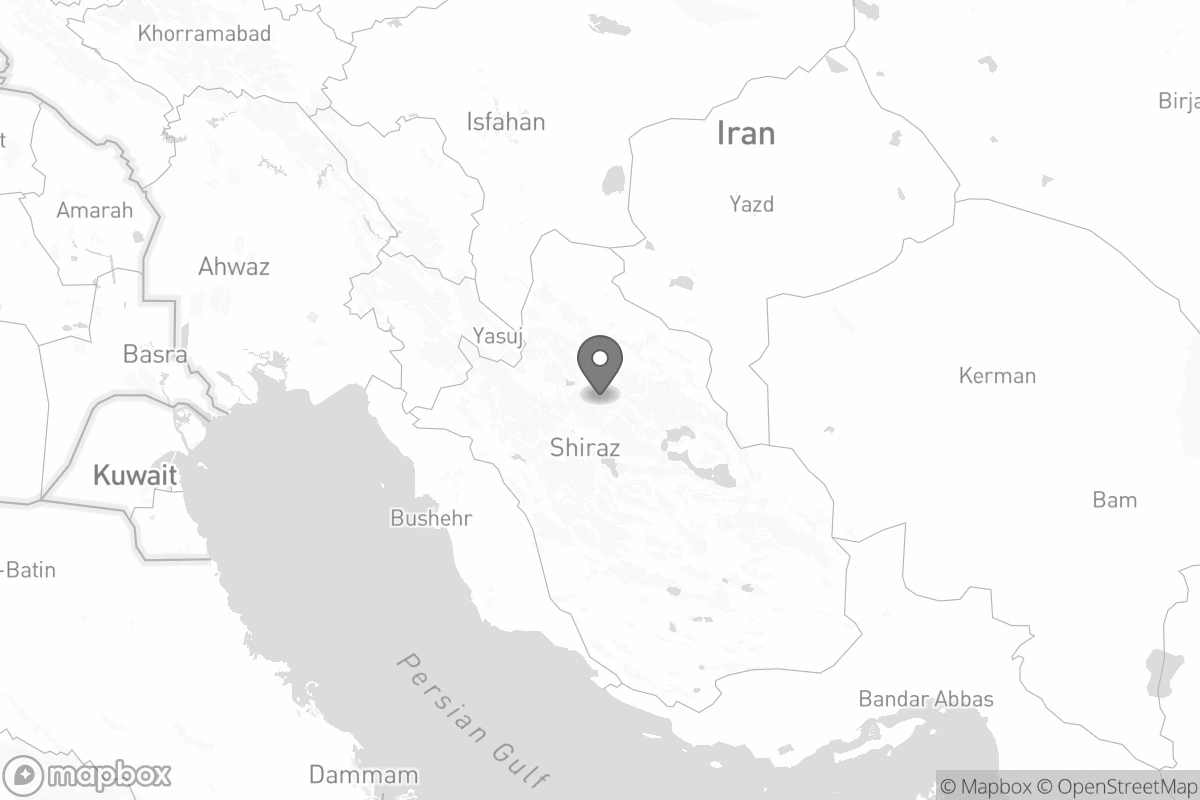 Khorramabad
Birja
Isfahan
Iran
t
Amarah
Yazd
Ahwaz
Yasuj
Basra
Kerman
Shiraz
Kuwait
Bam
Bushehr
-Batin
Persian Gulf
Bandar Abbas
Dammam
mapbox
© Mapbox © OpenStreetMap